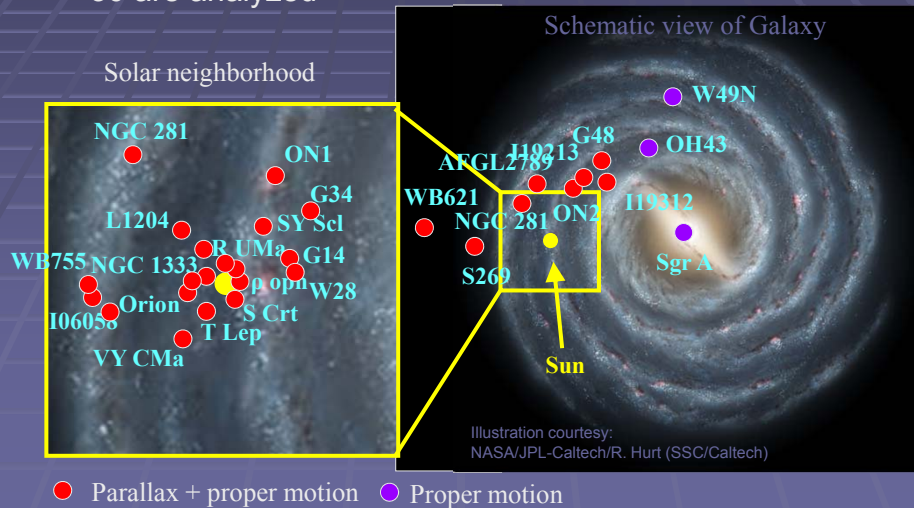 Schematic view of Galaxy
Solar neighborhood
NGC 281
ON1
G34
L1204
SY Scl
R UMa
G14
WB755
NGC 1333
ρ oph
W28
Orion
S Crt
I06058
T Lep
VY CMa
W49N
G48
OH43
I19213
AFGL2789
WB621
I19312
NGC 281
ON2
S269
Sgr A
Sun
Illustration courtesy:
NASA/JPL-Caltech/R. Hurt (SSC/Caltech)
Parallax + proper motion
Proper motion